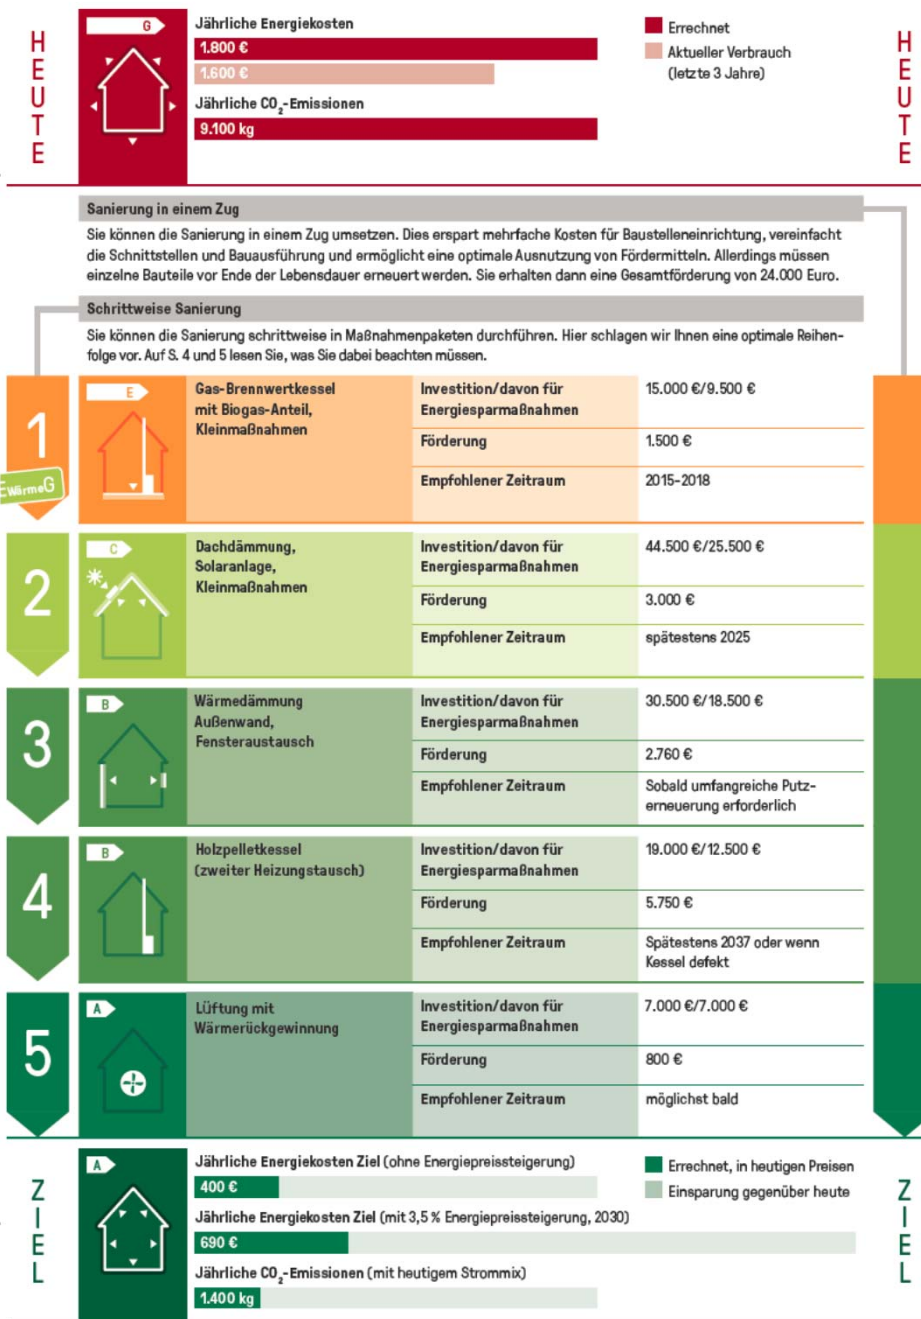 HEUTE
G
Jährliche Energiekosten
1.800 €
1.600 €
Jährliche CO₂-Emissionen
9.100 kg
Errechnet
Aktueller Verbrauch
(letzte 3 Jahre)
HEUTE
Sanierung in einem Zug
Sie können die Sanierung in einem Zug umsetzen. Dies erspart mehrfache Kosten für Baustelleneinrichtung, vereinfacht
die Schnittstellen und Bauausführung und ermöglicht eine optimale Ausnutzung von Fördermitteln. Allerdings müssen
einzelne Bauteile vor Ende der Lebensdauer erneuert werden. Sie erhalten dann eine Gesamtförderung von 24.000 Euro.
Schrittweise Sanierung
Sie können die Sanierung schrittweise in Maßnahmenpaketen durchführen. Hier schlagen wir Ihnen eine optimale Reihen-
folge vor. Auf S. 4 und 5 lesen Sie, was Sie dabei beachten müssen.
1
EWärmeG
E
Gas-Brennwertkessel
mit Biogas-Anteil,
Kleinmaßnahmen
Investition/davon für
Energiesparmaßnahmen
15.000 €/9.500 €
Förderung
1.500 €
Empfohlener Zeitraum
2015-2018
2
C
Dachdämmung,
Solaranlage,
Kleinmaßnahmen
Investition/davon für
Energiesparmaßnahmen
44.500 €/25.500 €
Förderung
3.000 €
Empfohlener Zeitraum
spätestens 2025
3
B
Wärmedämmung
Außenwand,
Fensteraustausch
Investition/davon für
Energiesparmaßnahmen
30.500 €/18.500 €
Förderung
2.760 €
Empfohlener Zeitraum
Sobald umfangreiche Putz-
erneuerung erforderlich
4
B
Holzpelletkessel
(zweiter Heizungstausch)
Investition/davon für
Energiesparmaßnahmen
19.000 €/12.500 €
Förderung
5.750 €
Empfohlener Zeitraum
Spätestens 2037 oder wenn
Kessel defekt
5
A
Lüftung mit
Wärmerückgewinnung
Investition/davon für
Energiesparmaßnahmen
7.000 €/7.000 €
Förderung
800 €
Empfohlener Zeitraum
möglichst bald
ZIEL
A
Jährliche Energiekosten Ziel (ohne Energiepreissteigerung)
400 €
Jährliche Energiekosten Ziel (mit 3,5 % Energiepreissteigerung, 2030)
690 €
Jährliche CO₂-Emissionen (mit heutigem Strommix)
1.400 kg
Errechnet, in heutigen Preisen
Einsparung gegenüber heute
ZIEL